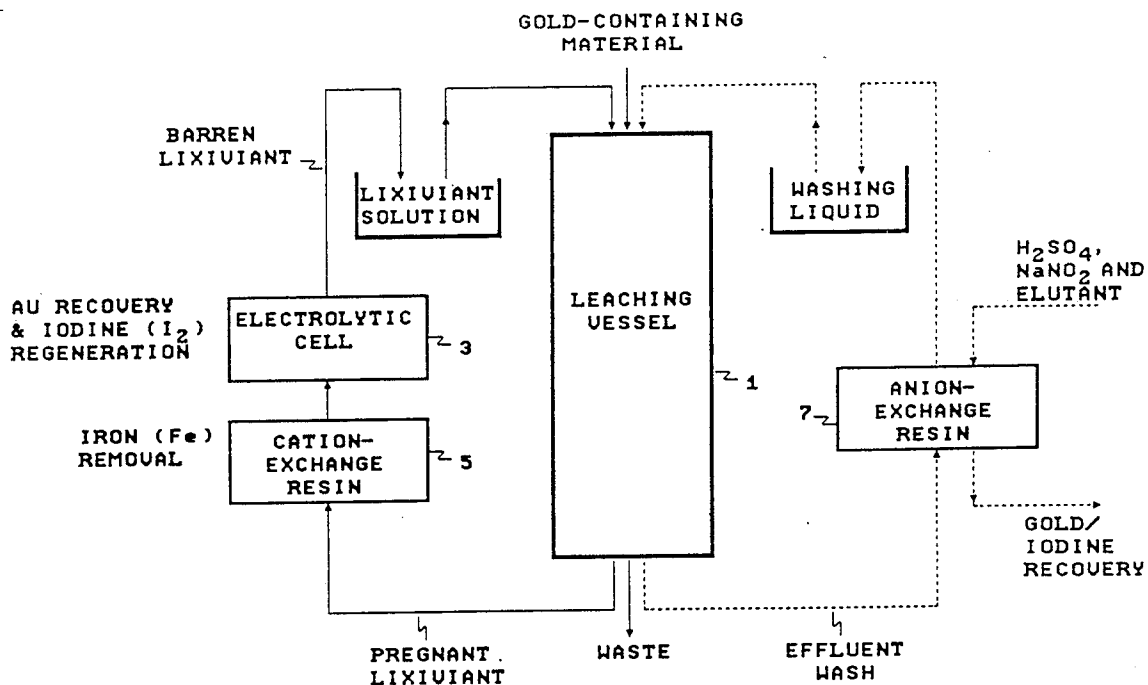 GOLD-CONTAINING
MATERIAL
BARREN
LIXIVIANT
LIXIVIANT
SOLUTION
WASHING
LIQUID
H2SO4,
NaNO2 AND
ELUTANT
AU RECOVERY
& IODINE (I2)
REGENERATION
ELECTROLYTIC
CELL
3
LEACHING
VESSEL
1
7
ANION-
EXCHANGE
RESIN
IRON (Fe)
REMOVAL
CATION-
EXCHANGE
RESIN
5
GOLD/
IODINE
RECOVERY
PREGNANT
LIXIVIANT
WASTE
EFFLUENT
WASH